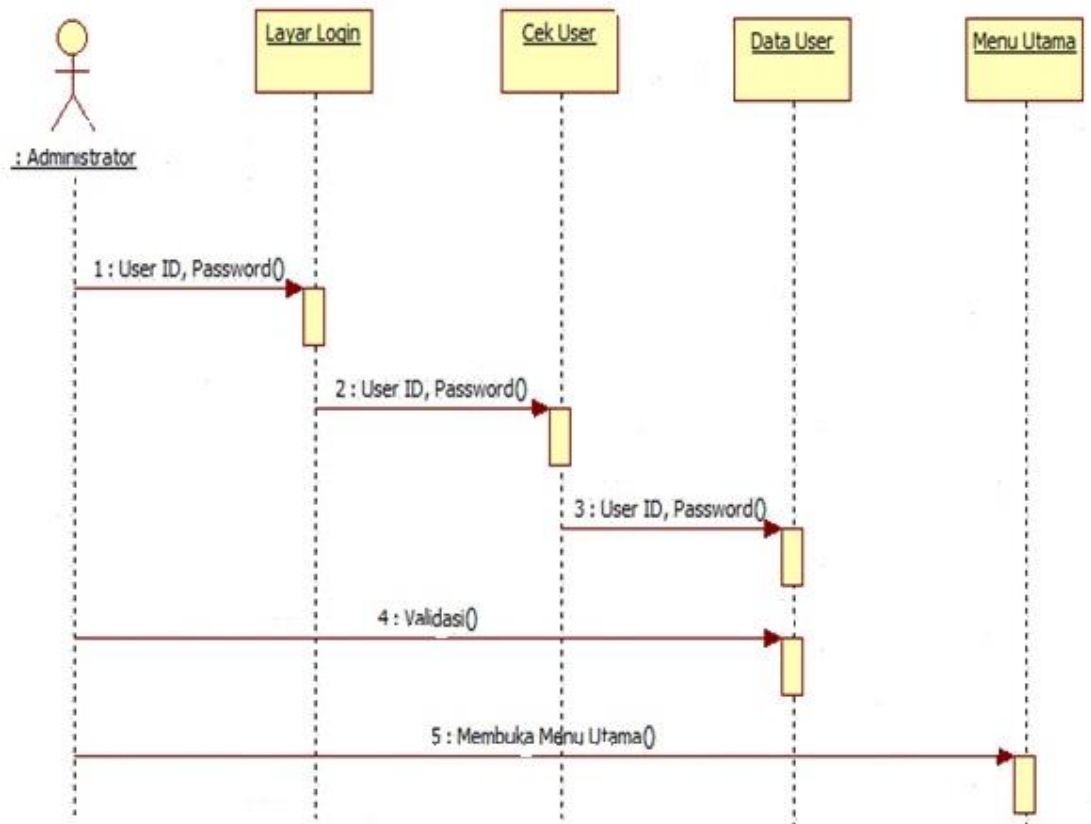 Layar Login
Cek User
Data User
Menu Utama
: Administrator
1 : User ID, Password()
2 : User ID, Password()
3 : User ID, Password()
4 : Validasi()
5 : Membuka Menu Utama()